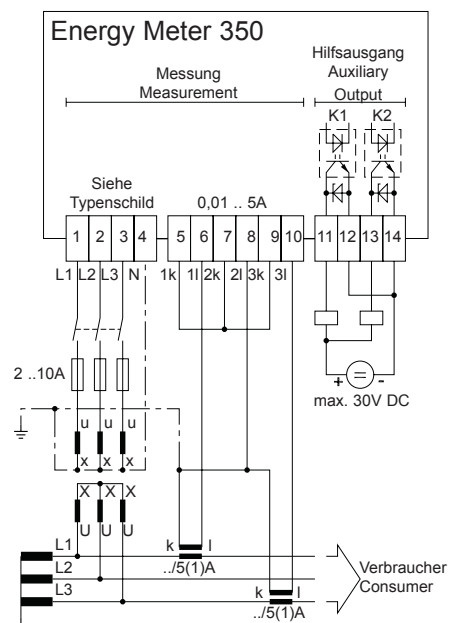 Energy Meter 350
Hilfsausgang
Auxiliary
Output
Messung
Measurement
K1 K2
Siehe
Typenschild
0,01 .. 5A
1 2 3 4 5 6 7 8 9 10 11 12 13 14
L1 L2 L3 N 1k 1l 2k 2l 3k 3l
2 ..10A
+ = -
max. 30V DC
u u u
x x x
X X X
U U U
L1
L2
L3
k l
../5(1)A
k l
../5(1)A
Verbraucher
Consumer